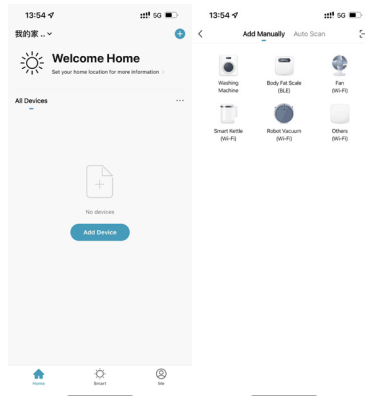 13:54
5G
我的家 ..
Welcome Home
Set your home location for more information
All Devices
No devices
Add Device
Home
Smart
Me
13:54
5G
Add Manually
Auto Scan
Washing
Machine
Body Fat Scale
(BLE)
Fan
(Wi-Fi)
Smart Kettle
(Wi-Fi)
Robot Vacuum
(Wi-Fi)
Others
(Wi-Fi)